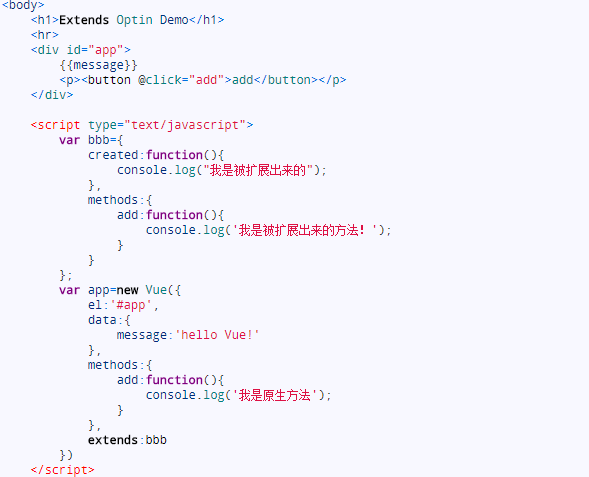 <body>
    <h1>Extends Optin Demo</h1>
    <hr>
    <div id="app">
        {{message}}
        <p><button @click="add">add</button></p>
    </div>

    <script type="text/javascript">
        var bbb={
            created:function(){
                console.log("我是被扩展出来的");
            },
            methods:{
                add:function(){
                    console.log('我是被扩展出来的方法！');
                }
            }
        };
        var app=new Vue({
            el:'#app',
            data:{
                message:'hello Vue!'
            },
            methods:{
                add:function(){
                    console.log('我是原生方法');
                }
            },
            extends:bbb
        })
    </script>